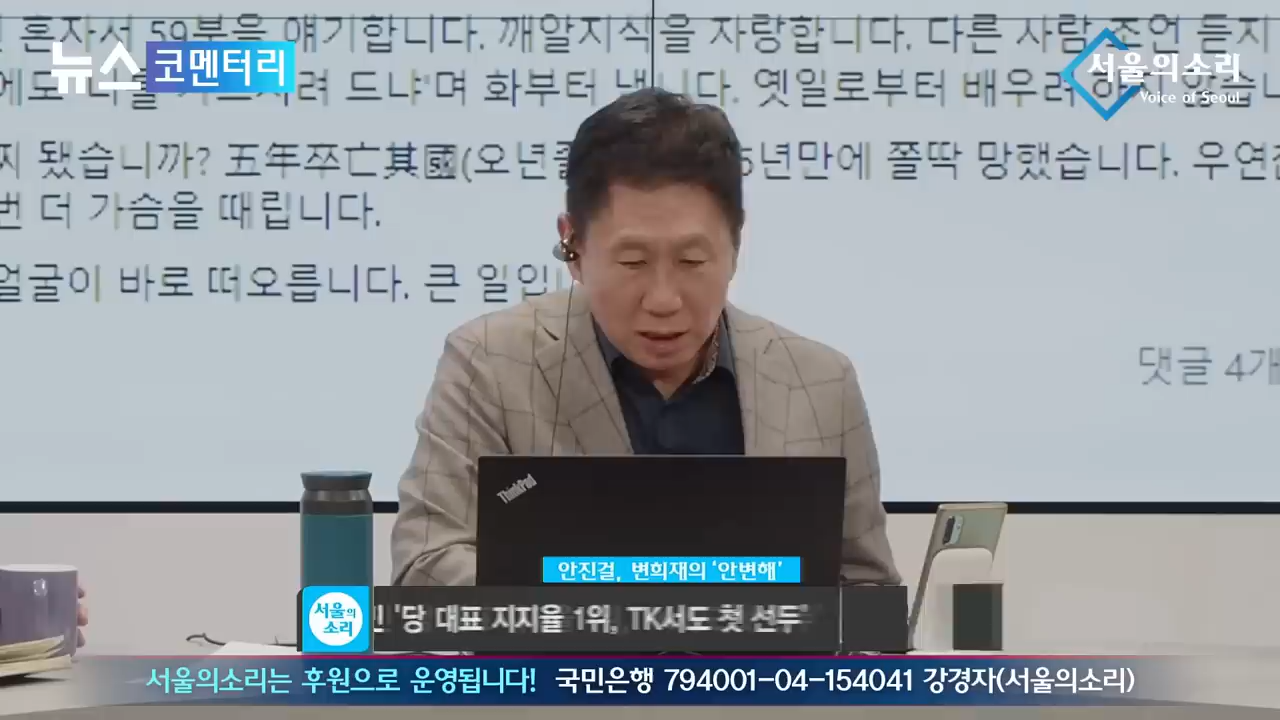 혼자서 59분을 얘기합니다. 깨알지식을 자랑합니다. 다른 사람 조언 듣지
뉴스 코멘터리
서울의소리
Voice of Seoul
며 화부터 냅니다. 옛일로부터 배우려
됐습니까? 五年卒亡其國(오년졸 5년만에 쫄딱 망했습니다.
번 더 가슴을 때립니다.
얼굴이 바로 떠오릅니다. 큰 일입
댓글 4개
ThinkPad
안진걸, 변희재의 ‘안변해’
서울의
소리
'당 대표 지지율 1위, TK서도 첫 선두'
서울의소리는 후원으로 운영됩니다! 국민은행 794001-04-154041 강경자(서울의소리)